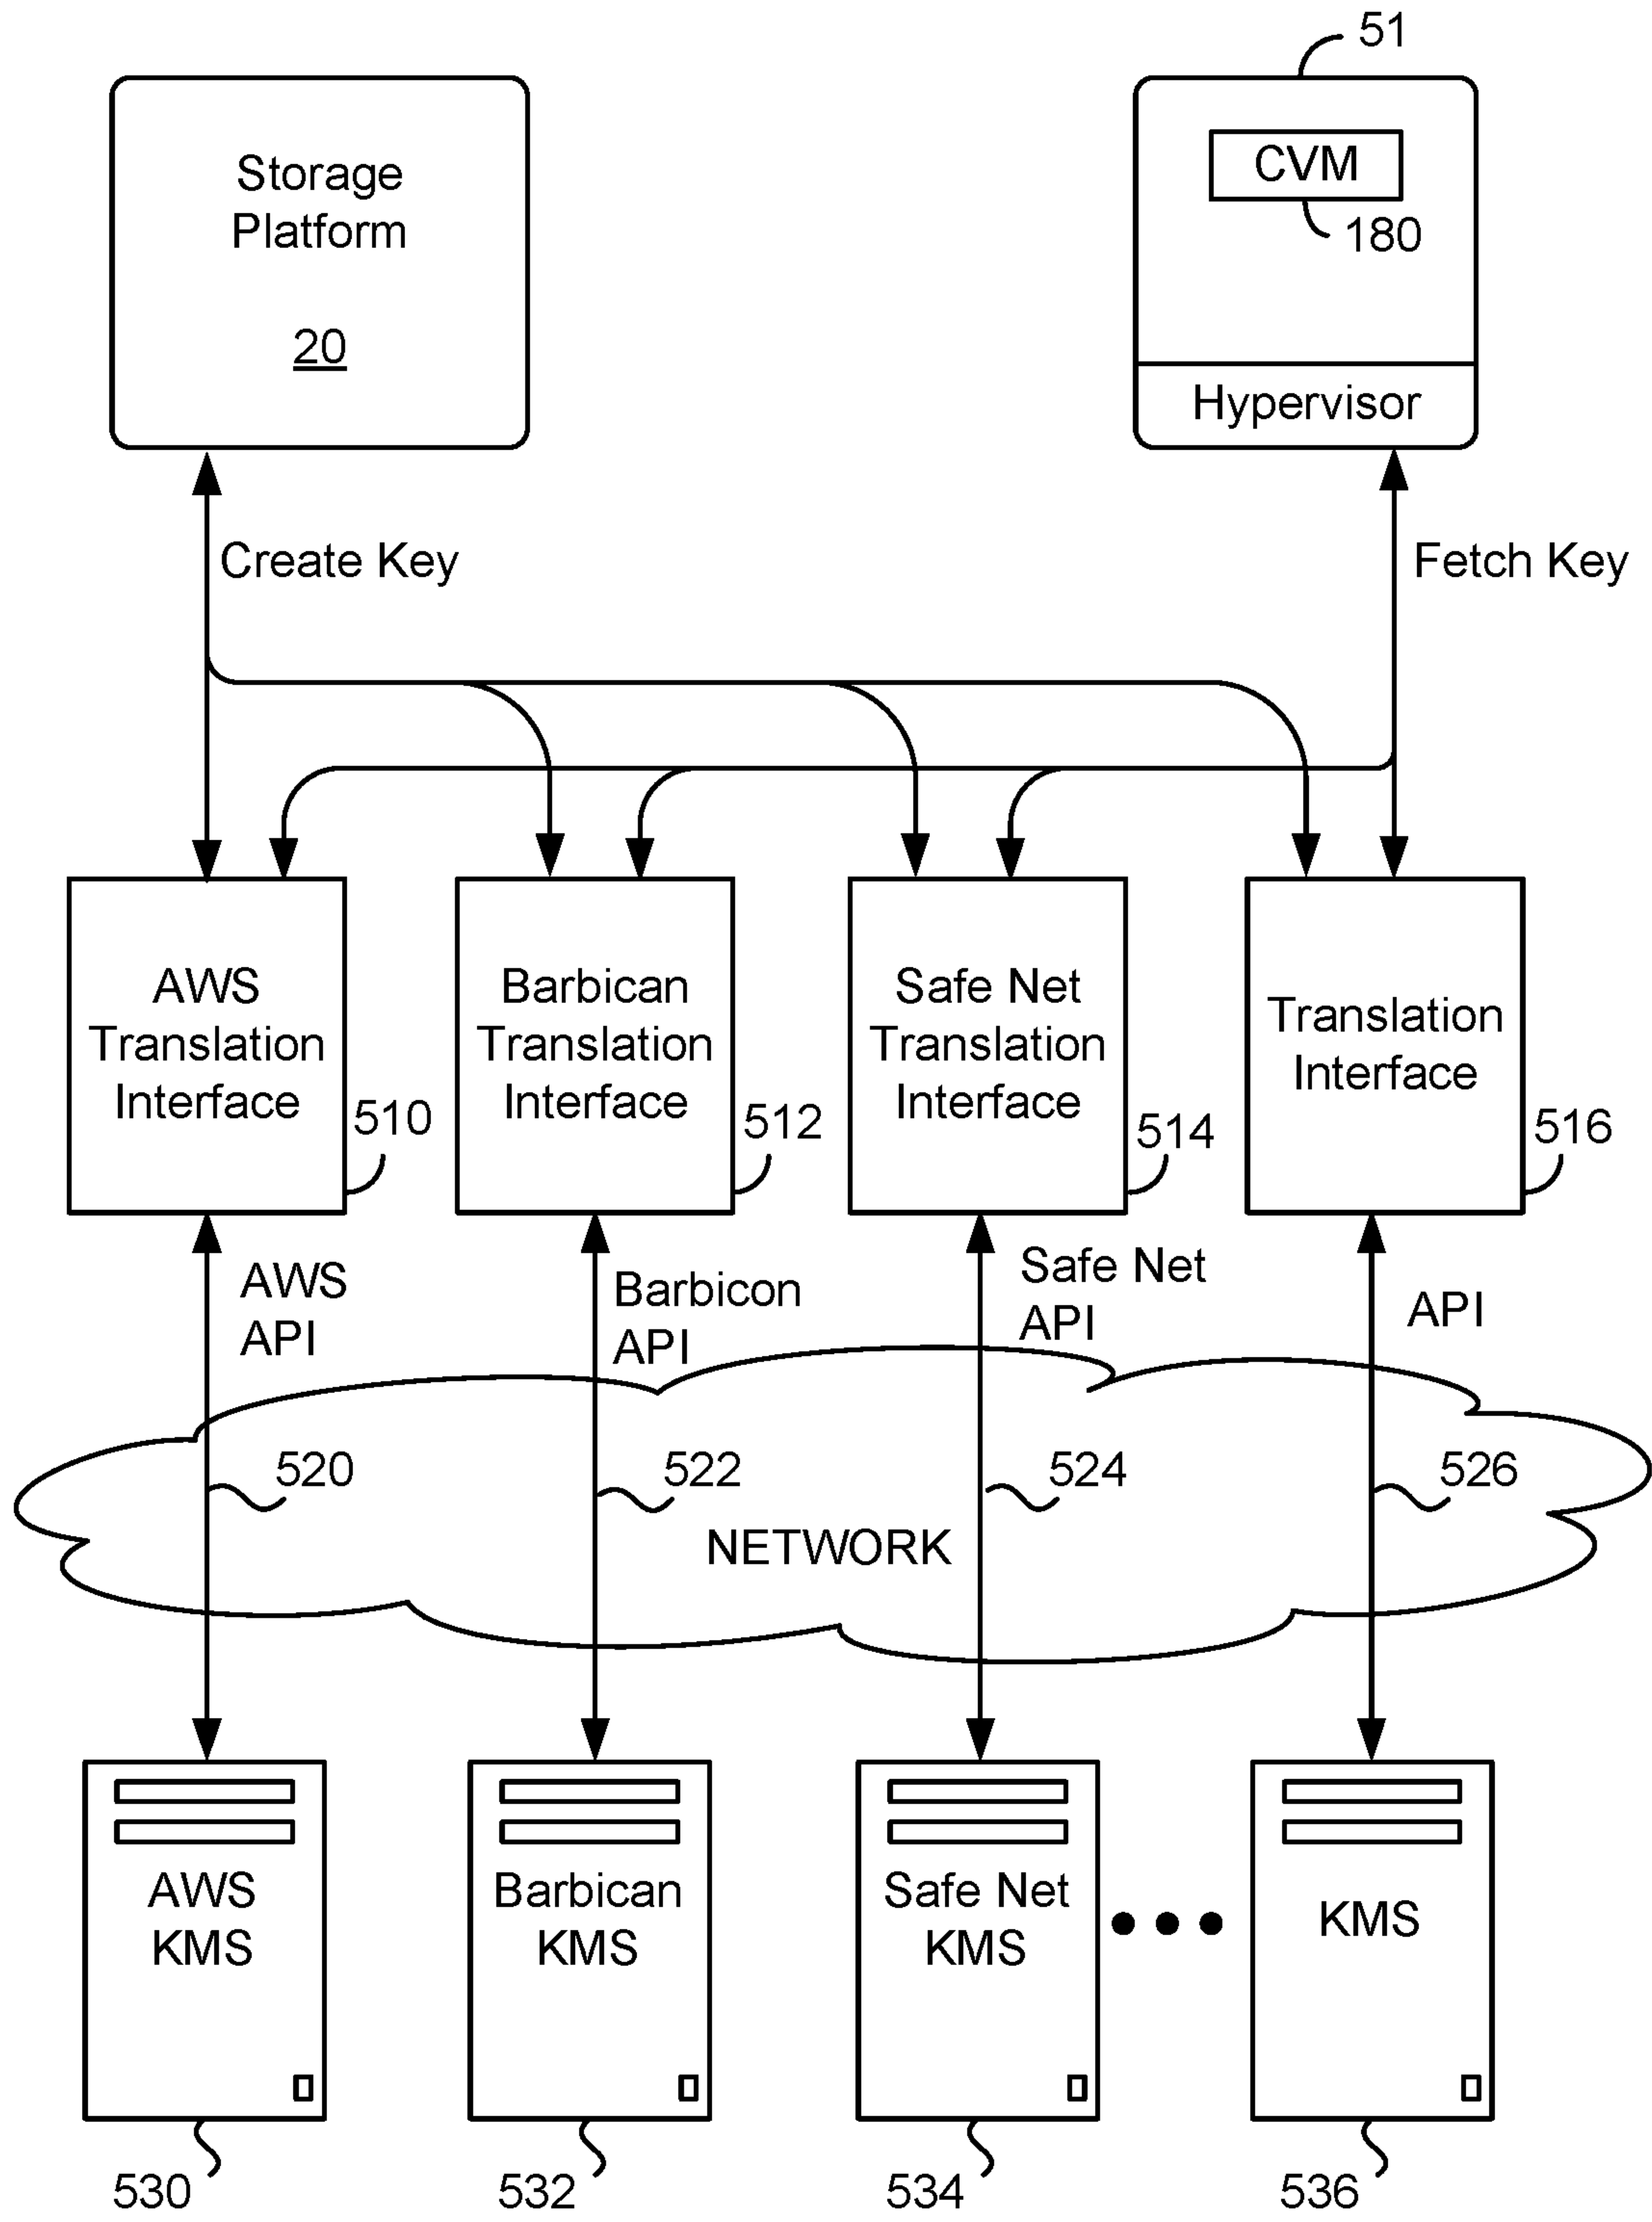 51
Storage
Platform
20
CVM
180
Hypervisor
Create Key
Fetch Key
AWS
Translation
Interface
510
Barbican
Translation
Interface
512
Safe Net
Translation
Interface
514
Translation
Interface
516
AWS
API
Barbicon
API
Safe Net
API
API
520
522
524
526
NETWORK
AWS
KMS
Barbican
KMS
Safe Net
KMS
KMS
530
532
534
536